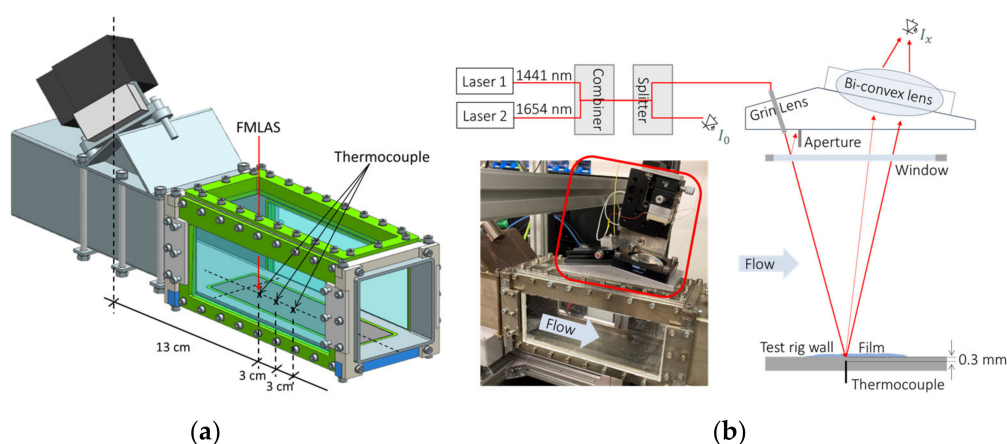 FMLAS
Thermocouple
13 cm
3 cm
3 cm
(a)
Laser 1
1441 nm
Laser 2
1654 nm
Combiner
Splitter
I₀
Grin Lens
Bi-convex lens
Iₓ
Aperture
Window
Flow
Flow
Test rig wall
Film
0.3 mm
Thermocouple
(b)